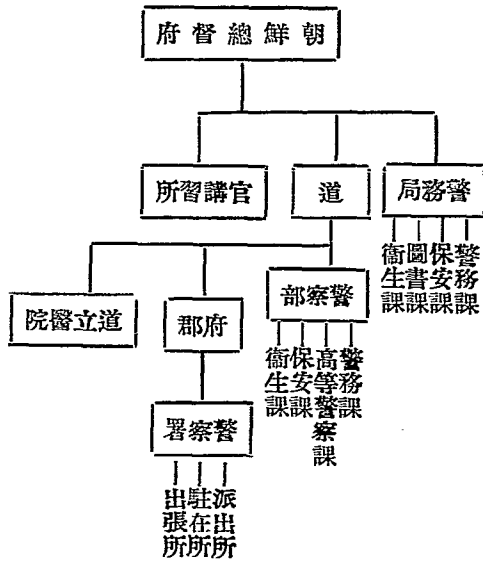 朝鮮總督府
警務局
道
官講習所
警務課
保安課
圖書課
衛生課
警察部
府郡
道立醫院
警務課
高等警察課
保安課
衛生課
警察署
派出所
駐在所
出張所